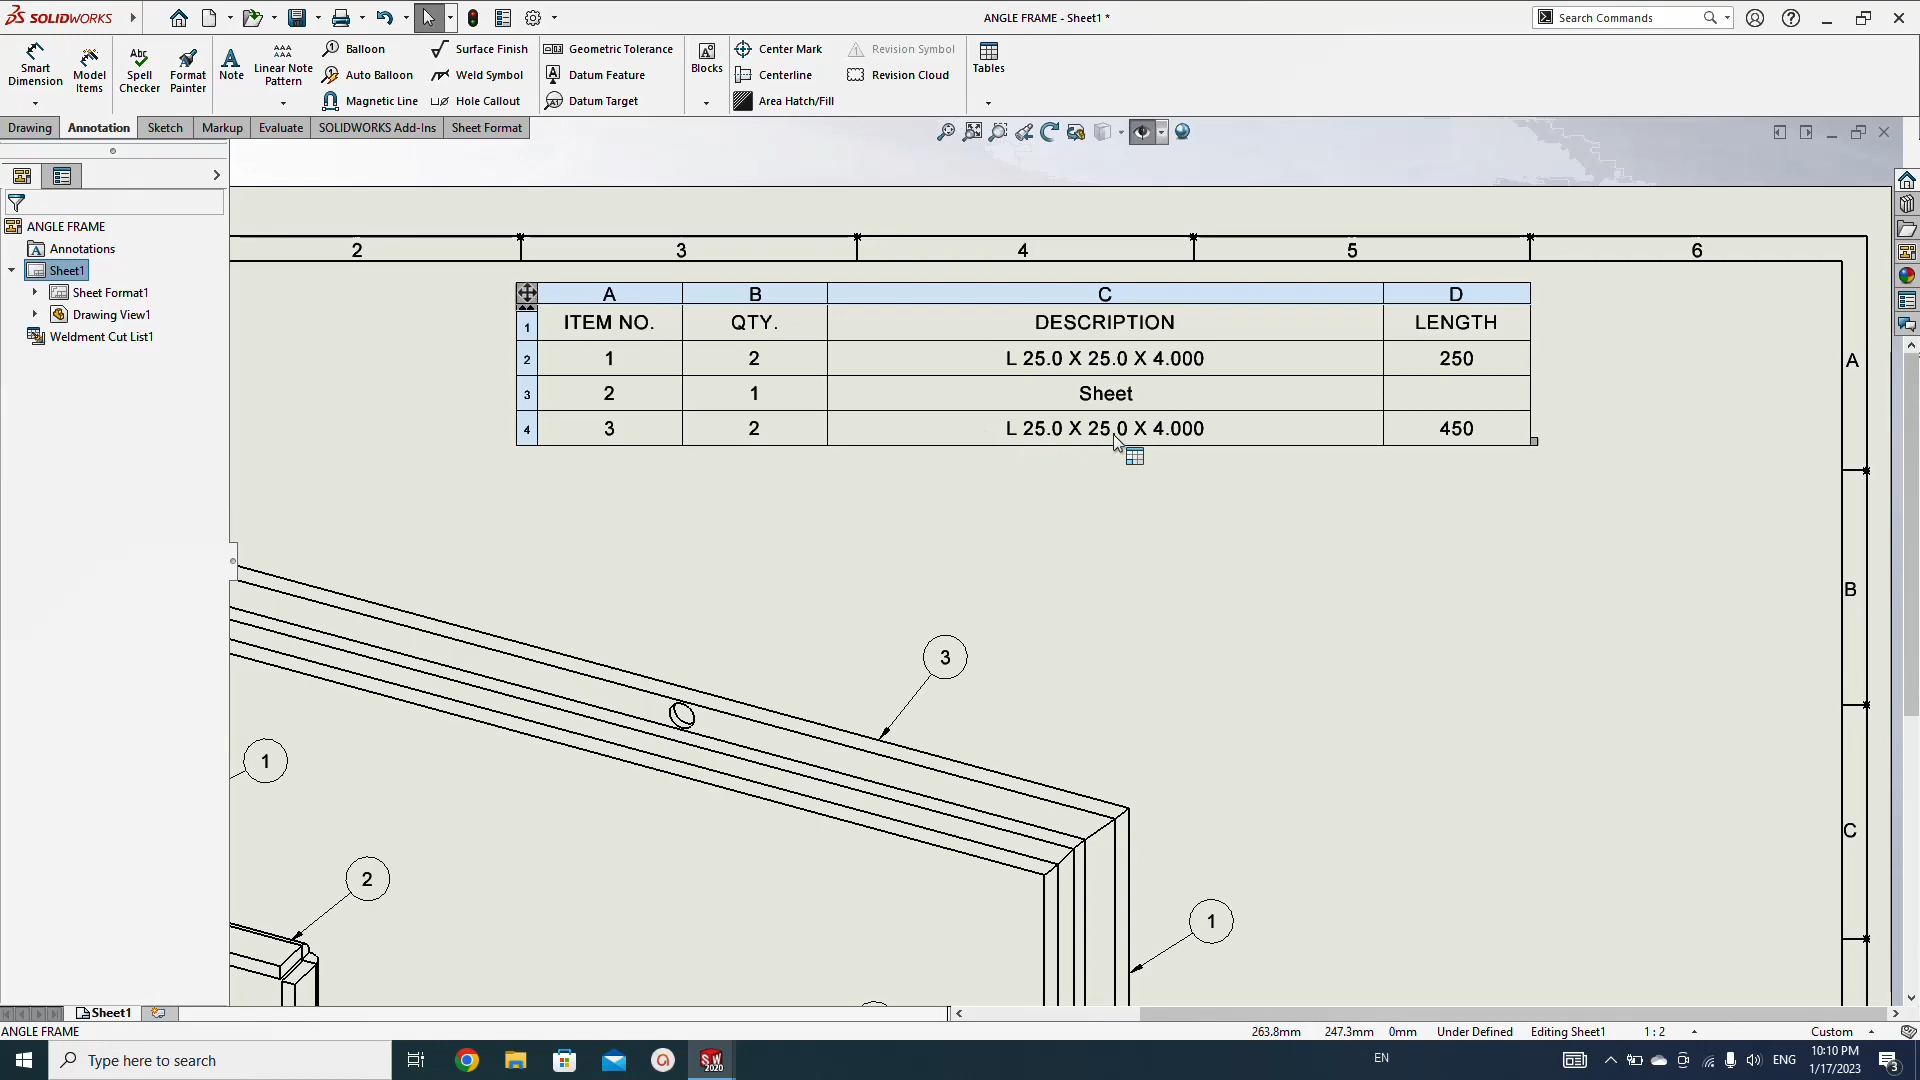 SOLIDWORKS
ANGLE FRAME - Sheet1 *
Search Commands
Smart Dimension
Model Items
Spell Checker
Format Painter
Note
Linear Note Pattern
Balloon
Auto Balloon
Magnetic Line
Surface Finish
Weld Symbol
Hole Callout
Geometric Tolerance
Datum Feature
Datum Target
Blocks
Center Mark
Centerline
Area Hatch/Fill
Revision Symbol
Revision Cloud
Tables
Drawing Annotation Sketch Markup Evaluate SOLIDWORKS Add-Ins Sheet Format
ANGLE FRAME
Annotations
Sheet1
Sheet Format1
Drawing View1
Weldment Cut List1
2 3 4 5 6
A B C D
1 ITEM NO. QTY. DESCRIPTION LENGTH
2 1 2 L 25.0 X 25.0 X 4.000 250
3 2 1 Sheet
4 3 2 L 25.0 X 25.0 X 4.000 450
A
B
C
3
1
2
1
Sheet1
ANGLE FRAME 263.8mm 247.3mm 0mm Under Defined Editing Sheet1 1 : 2 Custom
Type here to search
SW 2020
EN
ENG
10:10 PM
1/17/2023
3